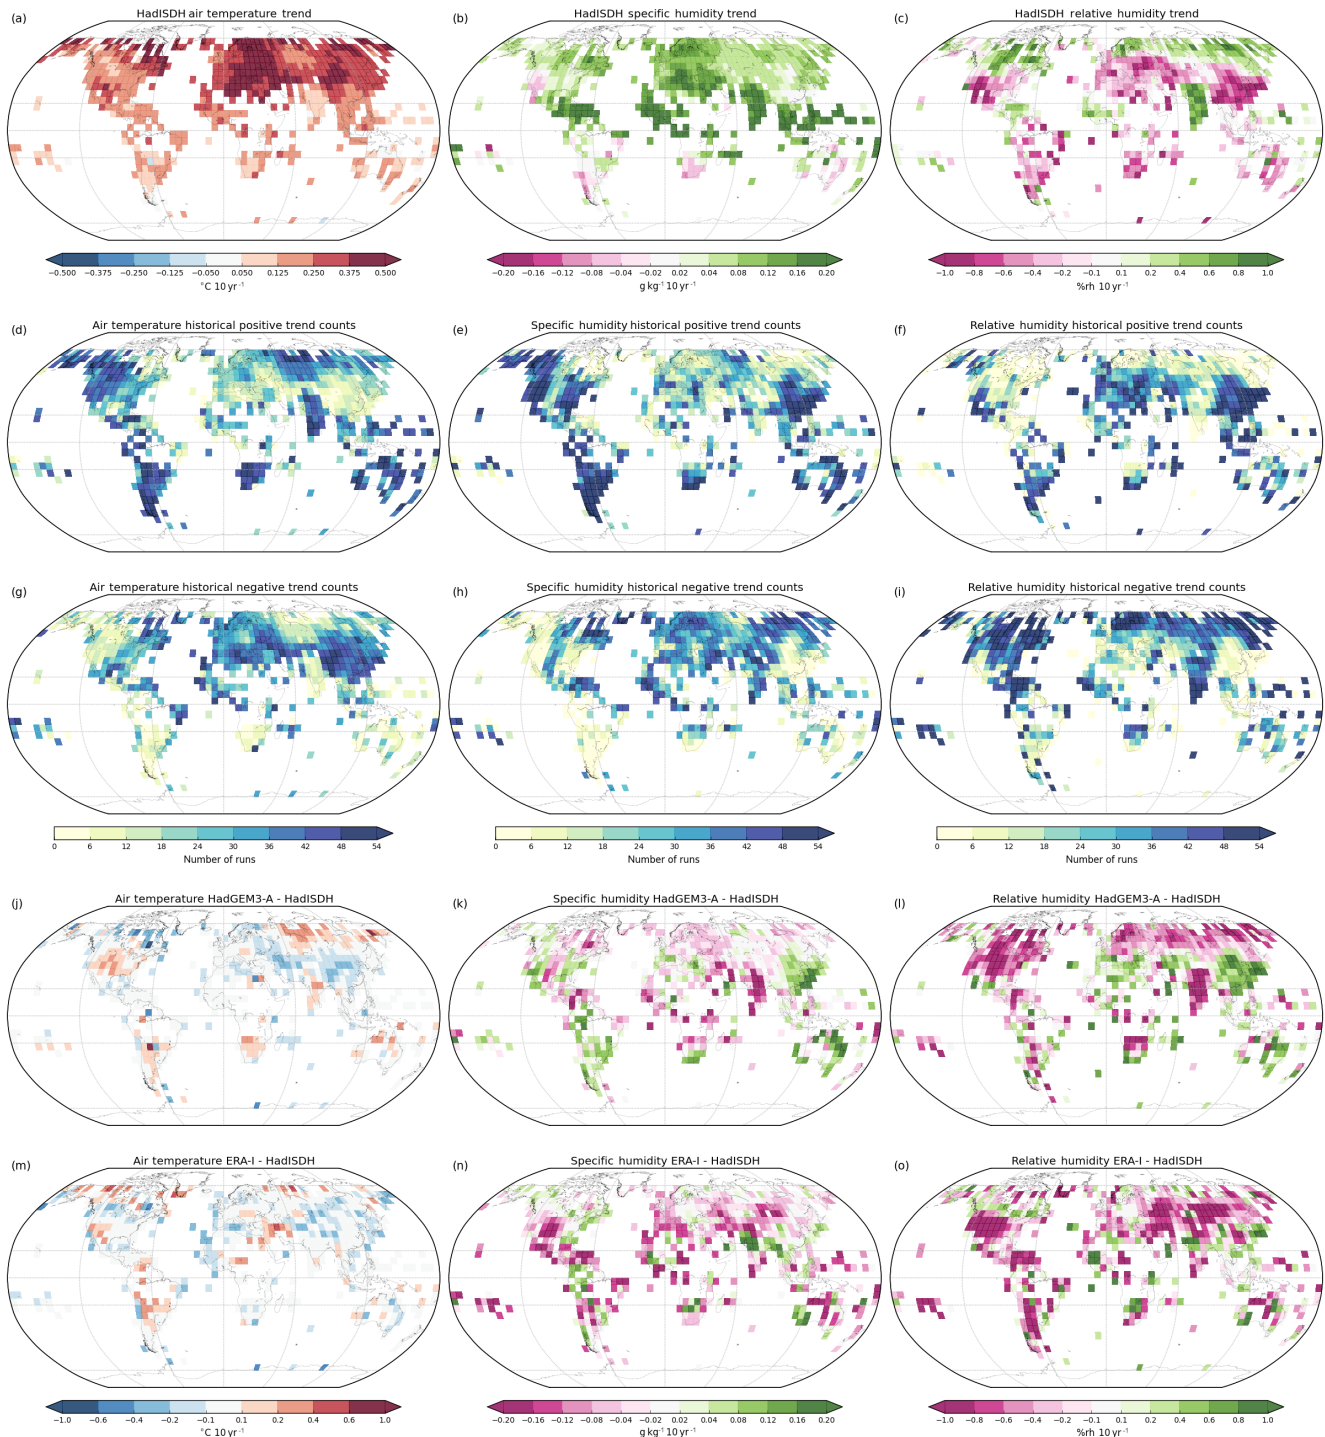 (a) HadISDH air temperature trend
(b) HadISDH specific humidity trend
(c) HadISDH relative humidity trend
−0.500 −0.375 −0.125 −0.050 0.050 0.125 0.250 0.375 0.500
°C 10 yr⁻¹
−0.20 −0.16 −0.12 −0.08 −0.04 0.02 0.04 0.08 0.12 0.16 0.20
g kg⁻¹ 10 yr⁻¹
−1.0 −0.8 −0.6 −0.4 −0.1 0.1 0.2 0.4 0.6 0.8 1.0
%rh 10 yr⁻¹
(d) Air temperature historical positive trend counts
(e) Specific humidity historical positive trend counts
(f) Relative humidity historical positive trend counts
(g) Air temperature historical negative trend counts
(h) Specific humidity historical negative trend counts
(i) Relative humidity historical negative trend counts
0 6 12 18 24 30 36 42 48 54
Number of runs
0 6 12 18 24 30 36 42 48 54
Number of runs
0 6 12 18 24 30 36 42 48 54
Number of runs
(j) Air temperature HadGEM3-A - HadISDH
(k) Specific humidity HadGEM3-A - HadISDH
(l) Relative humidity HadGEM3-A - HadISDH
(m) Air temperature ERA-I - HadISDH
(n) Specific humidity ERA-I - HadISDH
(o) Relative humidity ERA-I - HadISDH
−1.0 −0.6 −0.4 −0.2 −0.1 0.1 0.2 0.4 0.6 1.0
°C 10 yr⁻¹
−0.20 −0.16 −0.12 −0.08 −0.04 0.02 0.04 0.08 0.12 0.16 0.20
g kg⁻¹ 10 yr⁻¹
−1.0 −0.8 −0.6 −0.4 −0.1 0.1 0.2 0.4 0.6 0.8 1.0
%rh 10 yr⁻¹